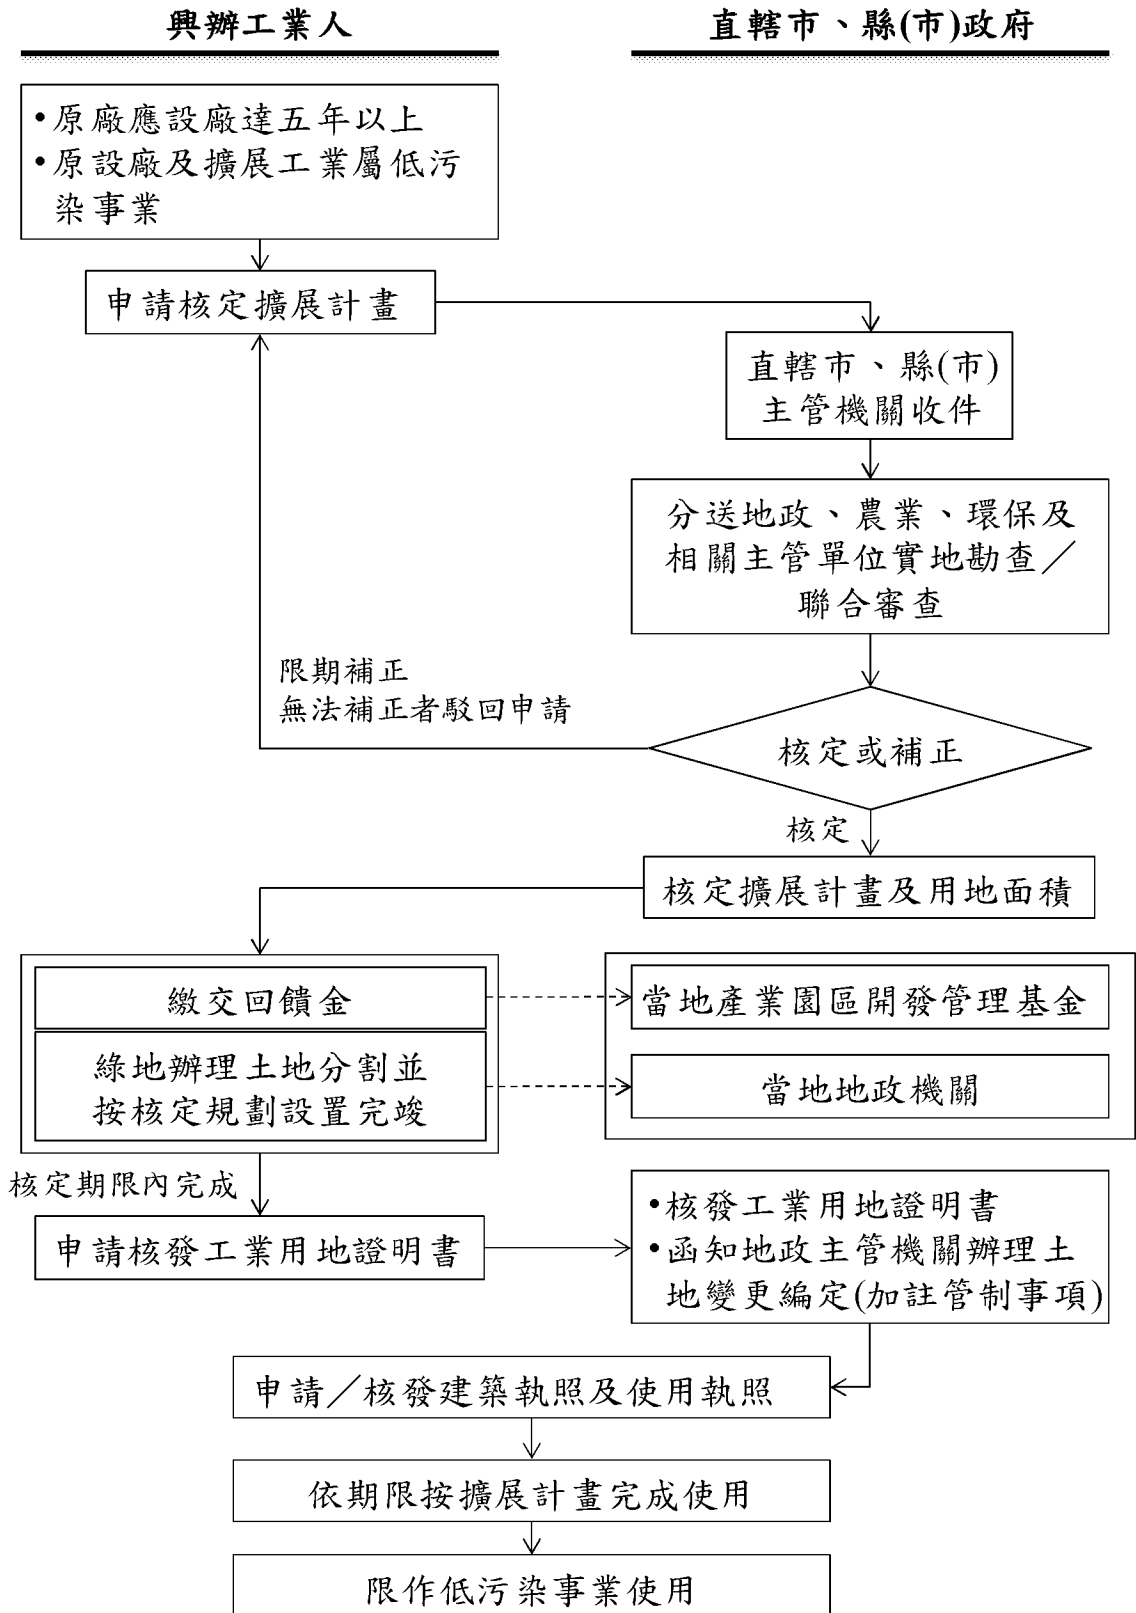 興辦工業人
直轄市、縣(市)政府
•原廠應設廠達五年以上
•原設廠及擴展工業屬低污
染事業
申請核定擴展計畫
直轄市、縣(市)
主管機關收件
分送地政、農業、環保及
相關主管單位實地勘查／
聯合審查
限期補正
無法補正者駁回申請
核定或補正
核定
核定擴展計畫及用地面積
繳交回饋金
當地產業園區開發管理基金
綠地辦理土地分割並
按核定規劃設置完竣
當地地政機關
核定期限內完成
申請核發工業用地證明書
•核發工業用地證明書
•函知地政主管機關辦理土
地變更編定(加註管制事項)
申請／核發建築執照及使用執照
依期限按擴展計畫完成使用
限作低污染事業使用